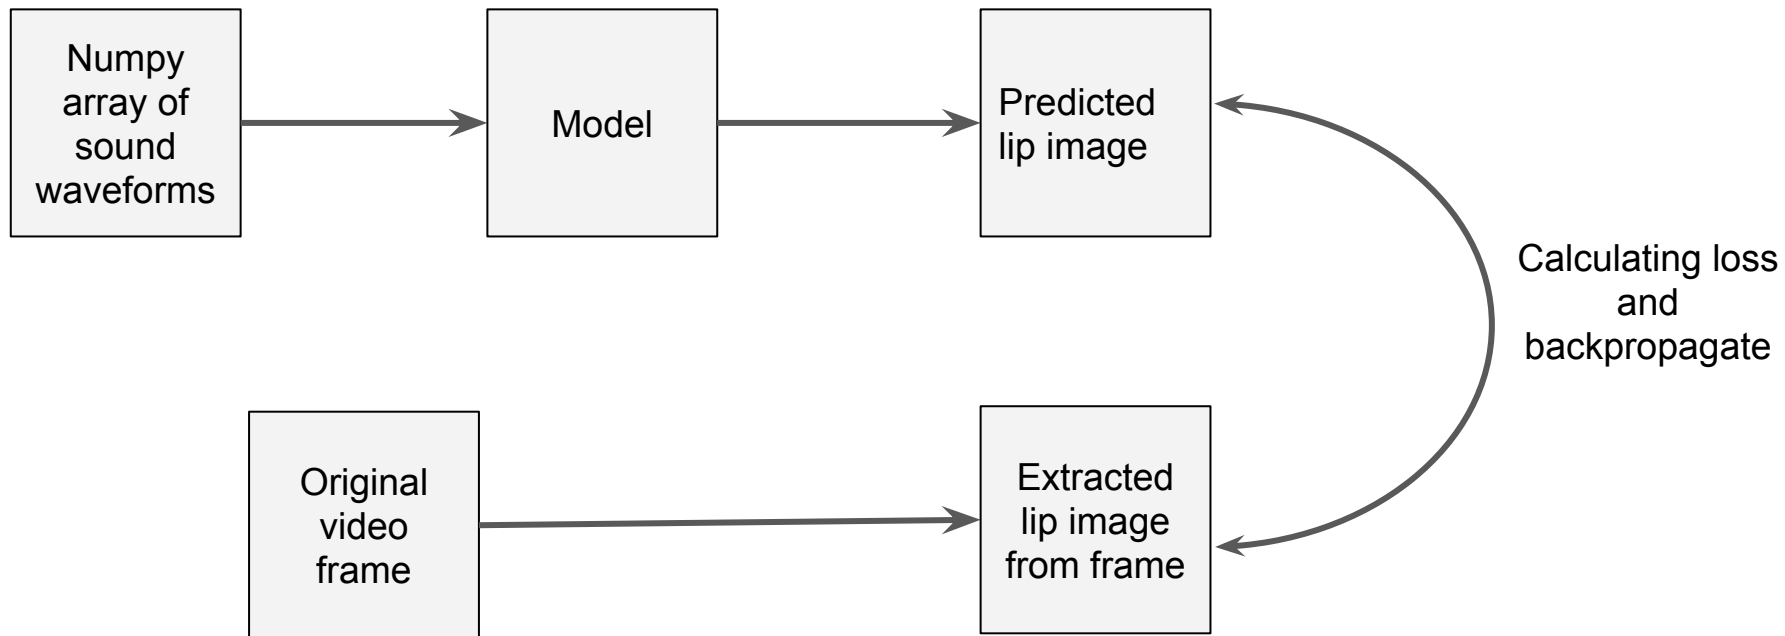 Numpy
array of
sound
waveforms
Model
Predicted
lip image
Calculating loss
and
backpropagate
Original
video
frame
Extracted
lip image
from frame